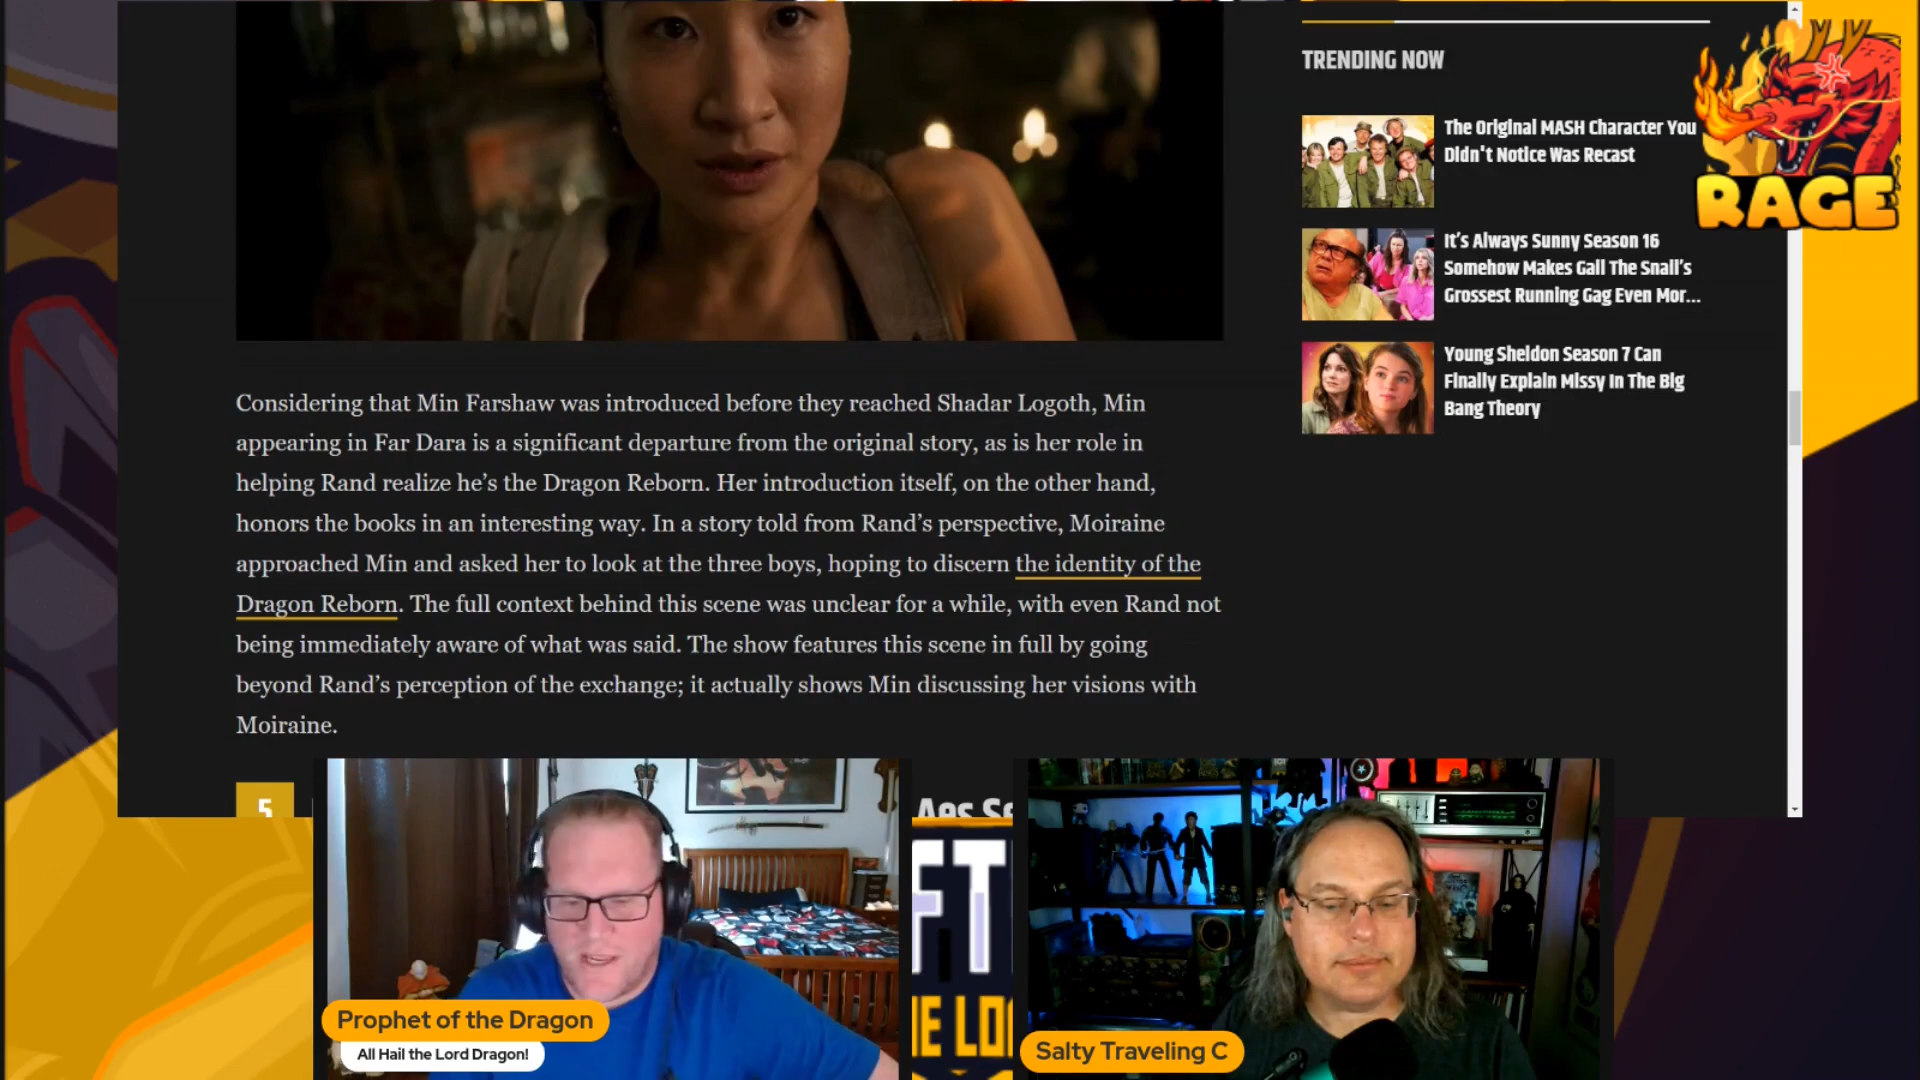 TRENDING NOW
The Original MASH Character You
Didn't Notice Was Recast
It's Always Sunny Season 16
Somehow Makes Gail The Snail's
Grossest Running Gag Even Mor...
Young Sheldon Season 7 Can
Finally Explain Missy In The Big
Bang Theory
RAGE
Considering that Min Farshaw was introduced before they reached Shadar Logoth, Min
appearing in Far Dara is a significant departure from the original story, as is her role in
helping Rand realize he's the Dragon Reborn. Her introduction itself, on the other hand,
honors the books in an interesting way. In a story told from Rand's perspective, Moiraine
approached Min and asked her to look at the three boys, hoping to discern the identity of the
Dragon Reborn. The full context behind this scene was unclear for a while, with even Rand not
being immediately aware of what was said. The show features this scene in full by going
beyond Rand's perception of the exchange; it actually shows Min discussing her visions with
Moiraine.
5
Aes Se
FT
IE LO
Prophet of the Dragon
All Hail the Lord Dragon!
Salty Traveling C